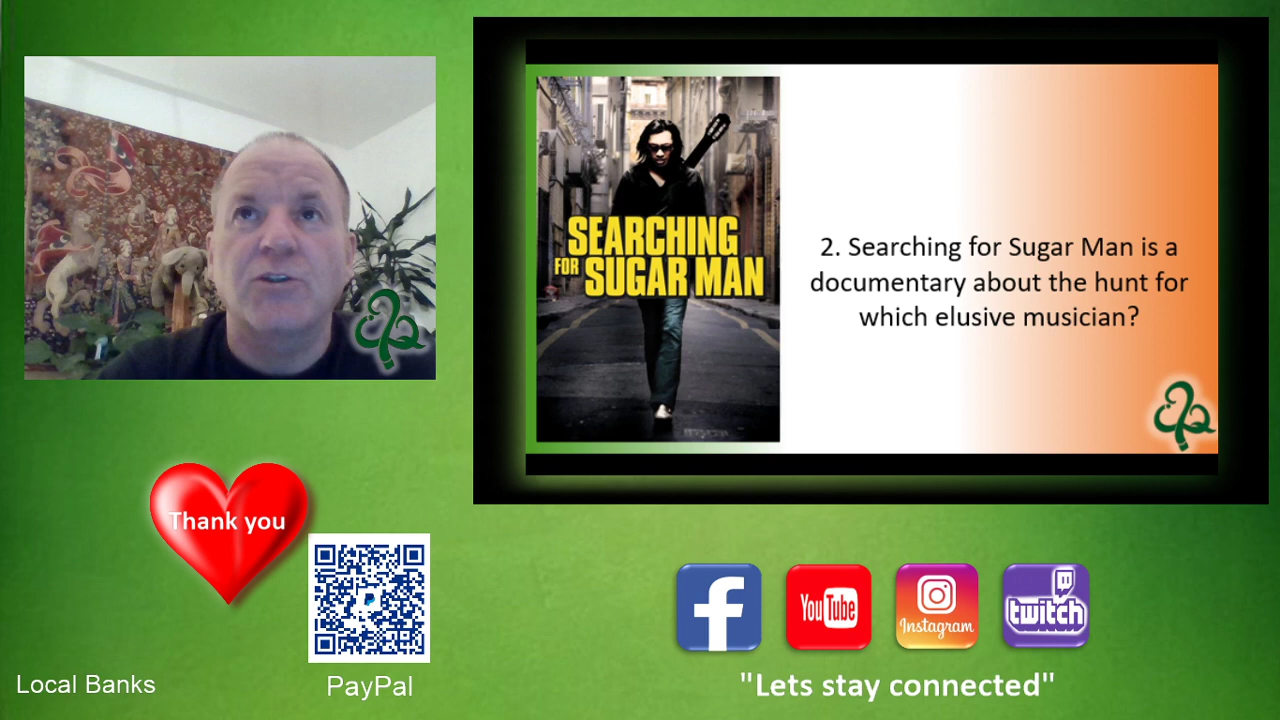 SEARCHING
FOR SUGAR MAN
2. Searching for Sugar Man is a
documentary about the hunt for
which elusive musician?
Thank you
Local Banks
PayPal
YouTube
Instagram
twitch
"Lets stay connected"